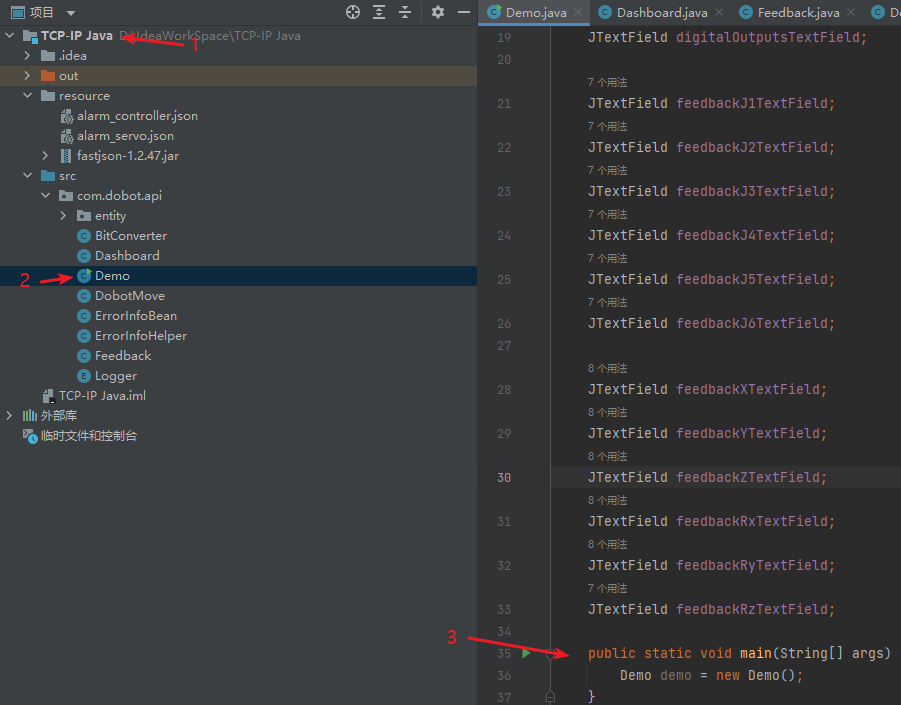 项目
TCP-IP Java D:\IdeaWorkSpace\TCP-IP Java
1
.idea
out
resource
alarm_controller.json
alarm_servo.json
fastjson-1.2.47.jar
src
com.dobot.api
entity
BitConverter
Dashboard
2
Demo
DobotMove
ErrorInfoBean
ErrorInfoHelper
Feedback
Logger
TCP-IP Java.iml
外部库
临时文件和控制台
Demo.java × Dashboard.java × Feedback.java × Do
19 JTextField digitalOutputsTextField;
20
7 个用法
21 JTextField feedbackJ1TextField;
7 个用法
22 JTextField feedbackJ2TextField;
7 个用法
23 JTextField feedbackJ3TextField;
7 个用法
24 JTextField feedbackJ4TextField;
7 个用法
25 JTextField feedbackJ5TextField;
7 个用法
26 JTextField feedbackJ6TextField;
27
8 个用法
28 JTextField feedbackXTextField;
8 个用法
29 JTextField feedbackYTextField;
8 个用法
30 JTextField feedbackZTextField;
8 个用法
31 JTextField feedbackRxTextField;
8 个用法
32 JTextField feedbackRyTextField;
7 个用法
33 JTextField feedbackRzTextField;
34
3
35 public static void main(String[] args)
36 Demo demo = new Demo();
37 }